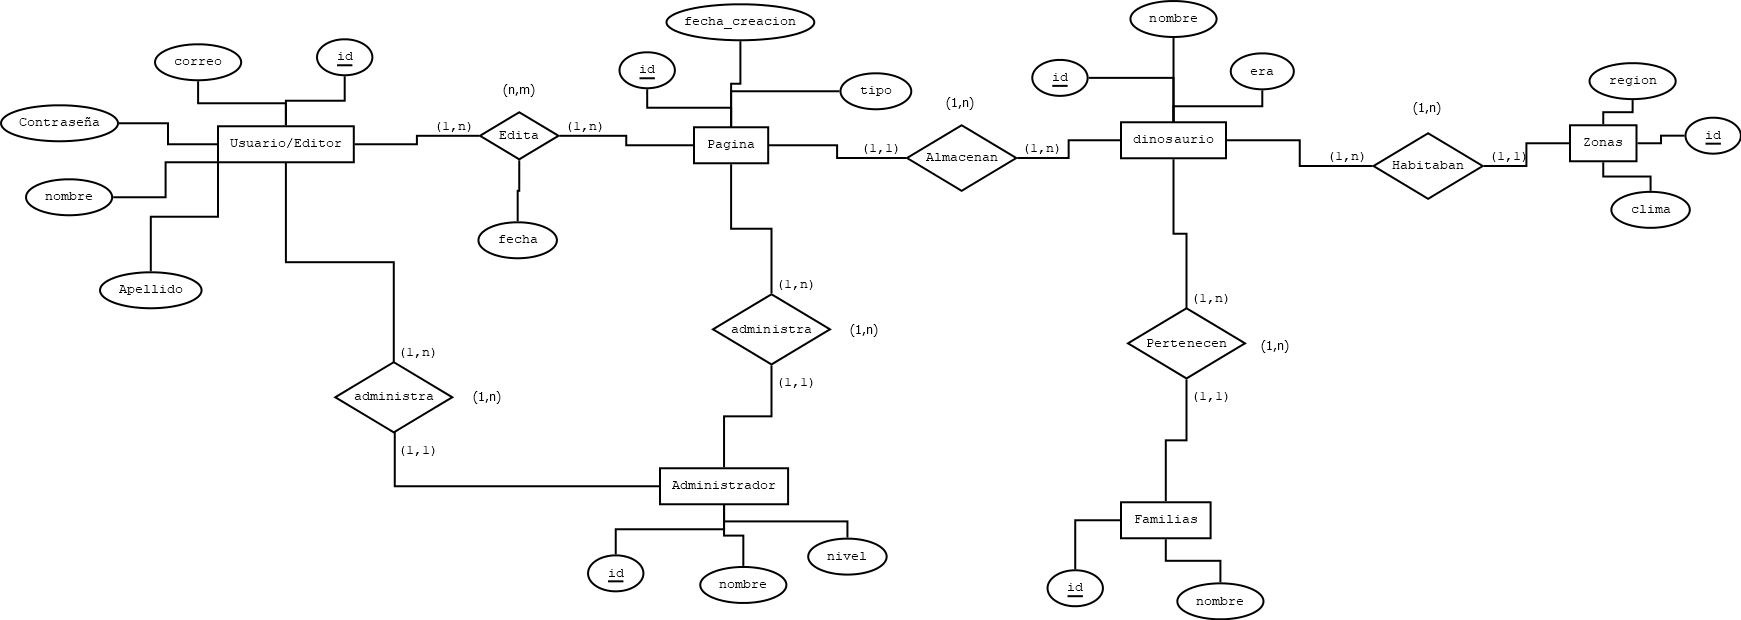 nombre
fecha_creacion
correo
id
id
era
id
tipo
region
(n,m)
(1,n)
(1,n)
Contraseña
(1,n)
Edita
(1,n)
id
Usuario/Editor
Pagina
(1,1)
Almacenan
(1,n)
dinosaurio
(1,n)
Habitaban
(1,1)
Zonas
nombre
clima
fecha
Apellido
(1,n)
(1,n)
administra
(1,n)
Pertenecen
(1,n)
(1,n)
(1,1)
administra
(1,n)
(1,1)
(1,1)
Administrador
Familias
nivel
id
nombre
id
nombre